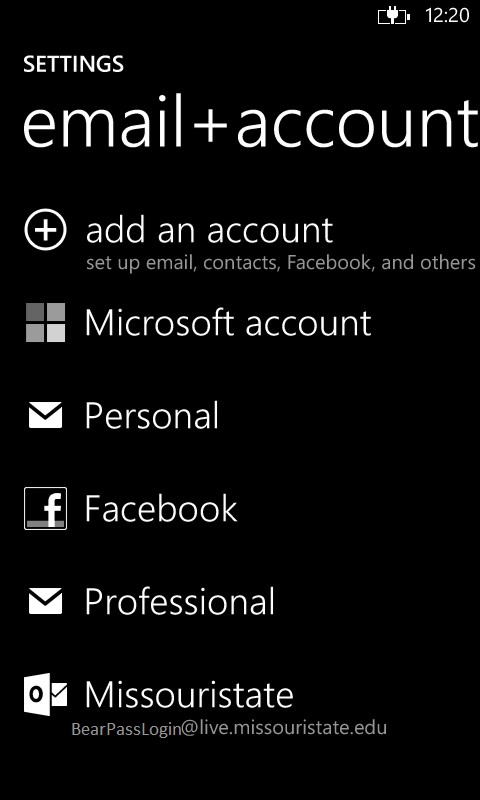 12:20
SETTINGS
email+account
add an account
set up email, contacts, Facebook, and others
Microsoft account
Personal
Facebook
Professional
Missouristate
BearPassLogin@live.missouristate.edu